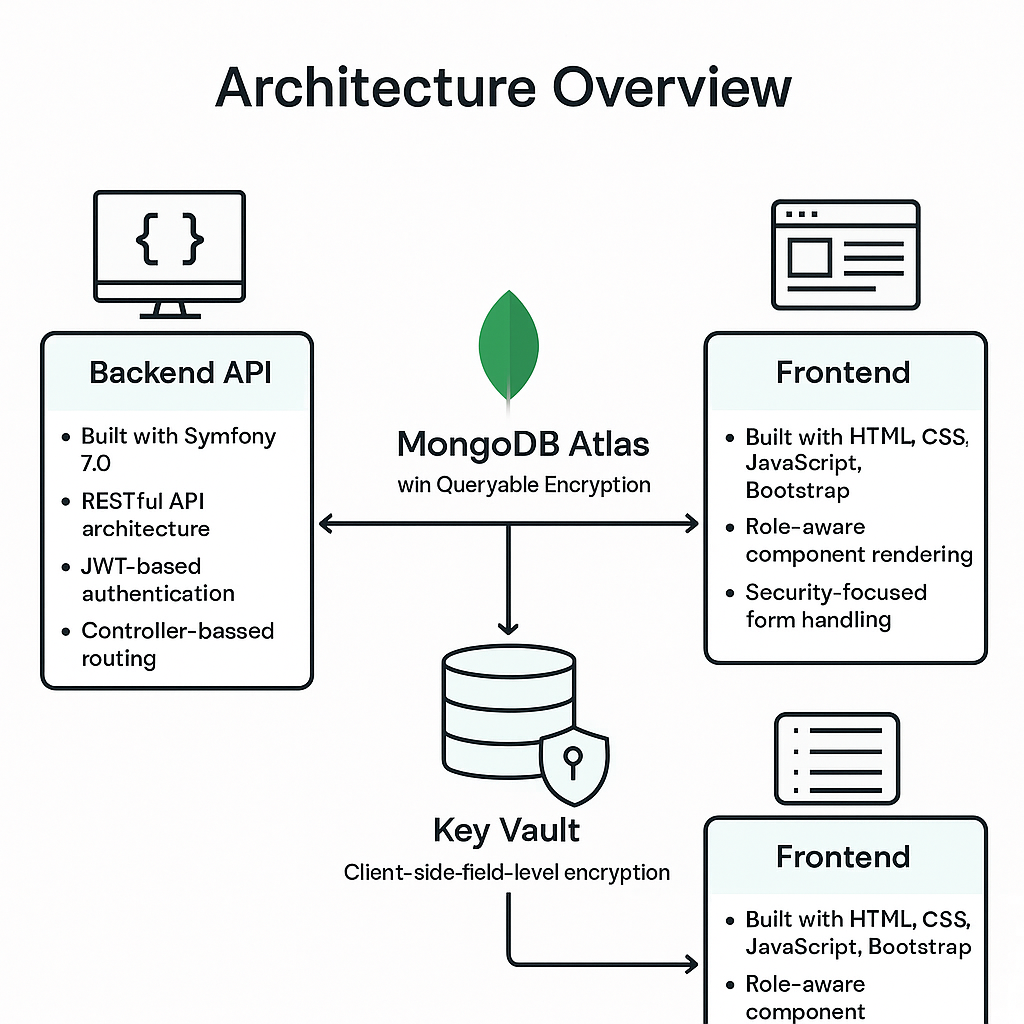 Architecture Overview
{ }
Backend API
• Built with Symfony
7.0
• RESTful API
architecture
• JWT-based
authentication
• Controller-bassed
routing
MongoDB Atlas
win Queryable Encryption
Frontend
• Built with HTML, CSS,
JavaScript,
Bootstrap
• Role-aware
component rendering
• Security-focused
form handling
Key Vault
Client-side-field-level encryption
Frontend
• Built with HTML, CSS,
JavaScript, Bootstrap
• Role-aware
component